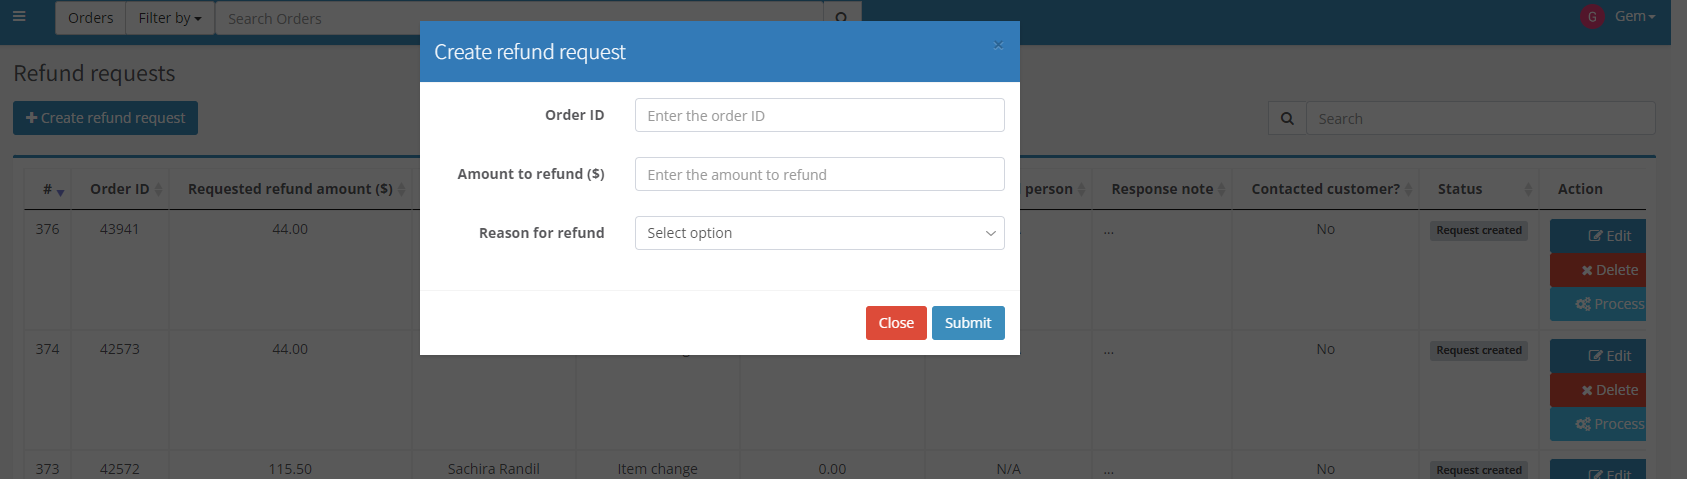 Orders Filter by Search Orders
G Gem
Create refund request ×
Refund requests
Create refund request
Search
Order ID Enter the order ID
Amount to refund ($) Enter the amount to refund
Reason for refund Select option
Close Submit
# Order ID Requested refund amount ($) person Response note Contacted customer? Status Action
376 43941 44.00 ... No Request created Edit
Delete
Process
374 42573 44.00 ... No Request created Edit
Delete
Process
373 42572 115.50 Sachira Randil Item change 0.00 N/A ... No Request created Edit